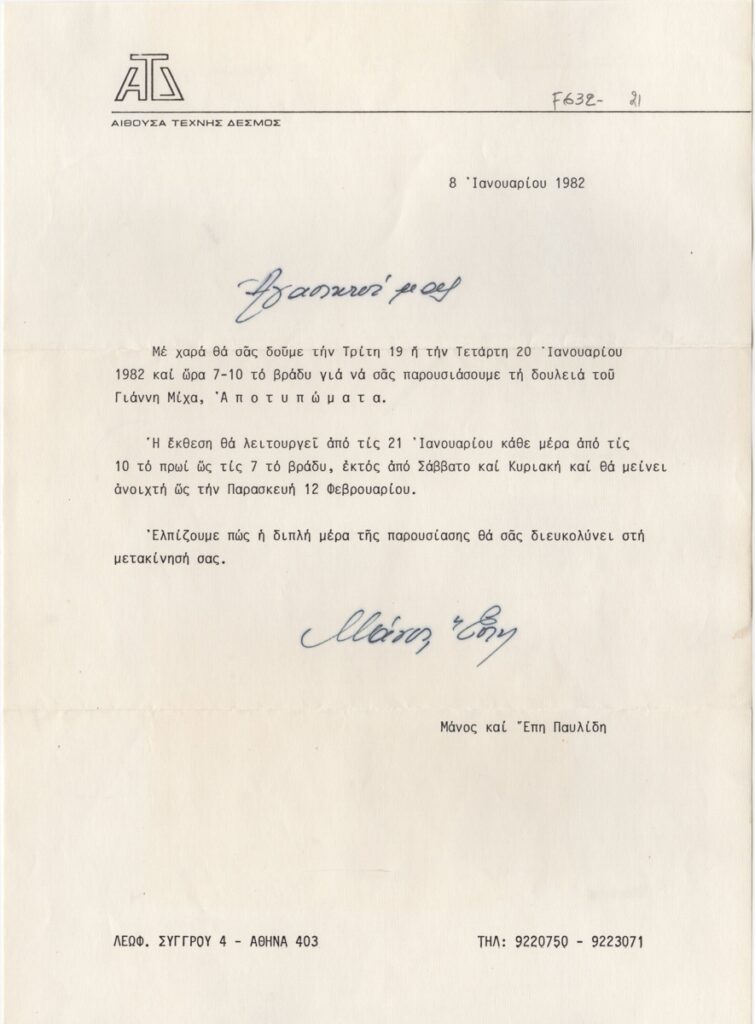 ΑΤΔ
ΑΙΘΟΥΣΑ ΤΕΧΝΗΣ ΔΕΣΜΟΣ
F632- 21
8 Ἰανουαρίου 1982
Ἀγαπητοί μας
Μέ χαρά θά σᾶς δοῦμε τήν Τρίτη 19 ἤ τήν Τετάρτη 20 Ἰανουαρίου
1982 καί ὥρα 7-10 τό βράδυ γιά νά σᾶς παρουσιάσουμε τή δουλειά τοῦ
Γιάννη Μίχα, Ἀ π ο τ υ π ώ μ α τ α.
Ἡ ἔκθεση θά λειτουργεῖ ἀπό τίς 21 Ἰανουαρίου κάθε μέρα ἀπό τίς
10 τό πρωί ὥς τίς 7 τό βράδυ, ἐκτός ἀπό Σάββατο καί Κυριακή καί θά μείνει
ἀνοιχτή ὥς τήν Παρασκευή 12 Φεβρουαρίου.
Ἐλπίζουμε πώς ἡ διπλή μέρα τῆς παρουσίασης θά σᾶς διευκολύνει στή
μετακίνησή σας.
Μάνος Ἔπη
Μάνος καί Ἔπη Παυλίδη
ΛΕΩΦ. ΣΥΓΓΡΟΥ 4 - ΑΘΗΝΑ 403
ΤΗΛ: 9220750 - 9223071